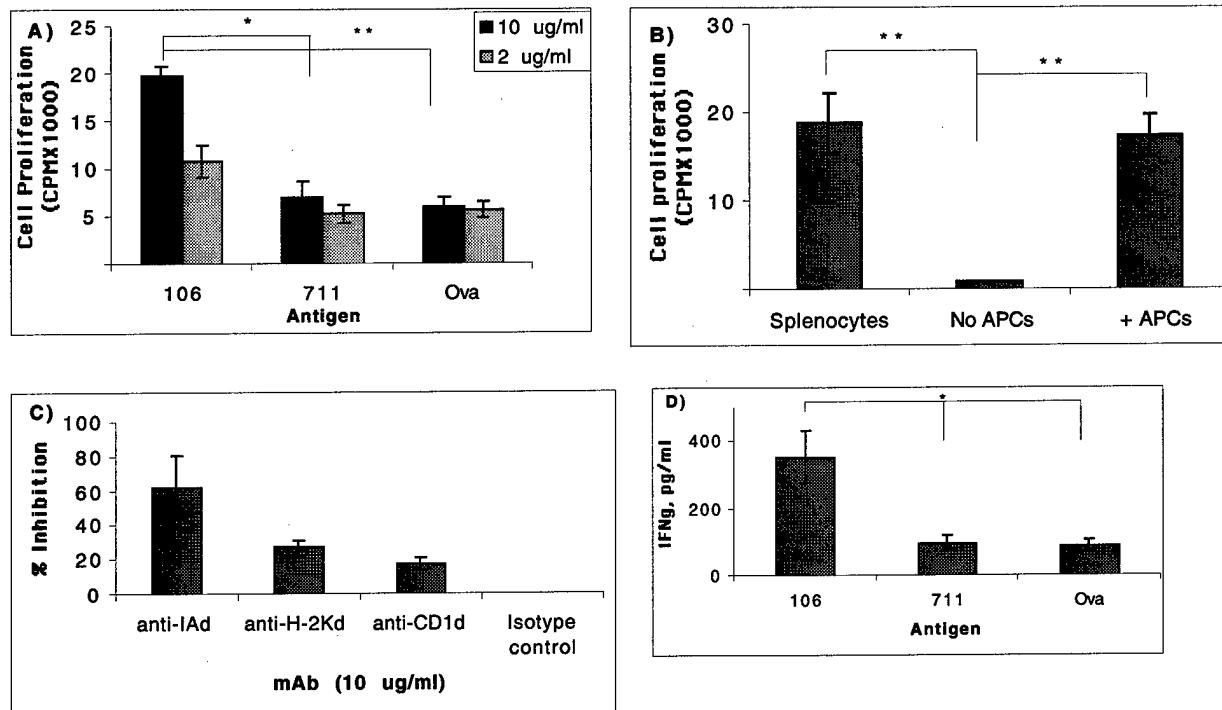 A)
Cell Proliferation
(CPMX1000)
25
20
15
10
5
*
**
10 ug/ml
2 ug/ml
106 711 Ova
Antigen
B)
Cell proliferation
(CPMX1000)
30
20
10
0
**
**
Splenocytes No APCs + APCs
C)
% Inhibition
100
80
60
40
20
0
anti-IAd anti-H-2Kd anti-CD1d Isotype
control
mAb (10 ug/ml)
D)
IFNg, pg/ml
400
200
0
*
106 711 Ova
Antigen